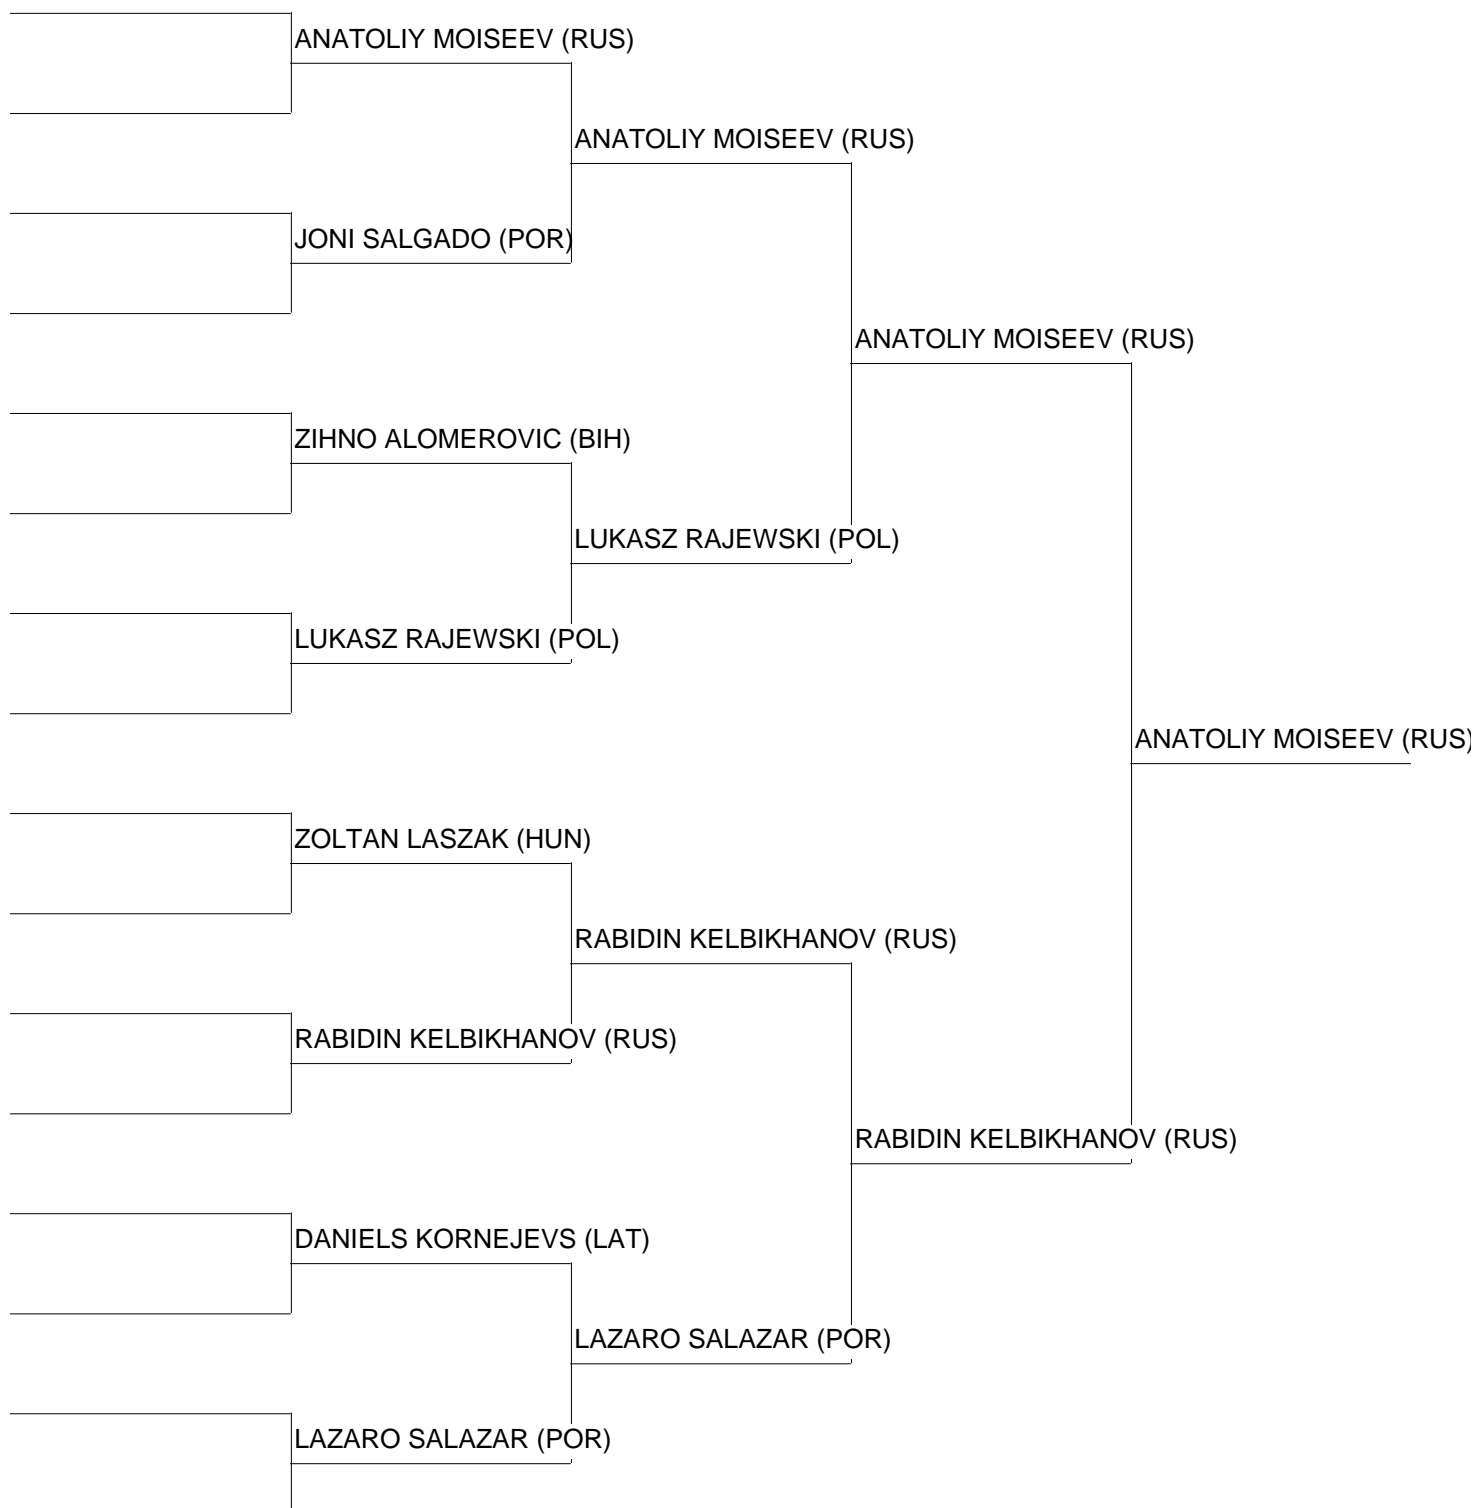 ANATOLIY MOISEEV (RUS)
ANATOLIY MOISEEV (RUS)
JONI SALGADO (POR)
ANATOLIY MOISEEV (RUS)
ZIHNO ALOMEROVIC (BIH)
LUKASZ RAJEWSKI (POL)
LUKASZ RAJEWSKI (POL)
ANATOLIY MOISEEV (RUS)
ZOLTAN LASZAK (HUN)
RABIDIN KELBIKHANOV (RUS)
RABIDIN KELBIKHANOV (RUS)
RABIDIN KELBIKHANOV (RUS)
DANIELS KORNEJEVS (LAT)
LAZARO SALAZAR (POR)
LAZARO SALAZAR (POR)